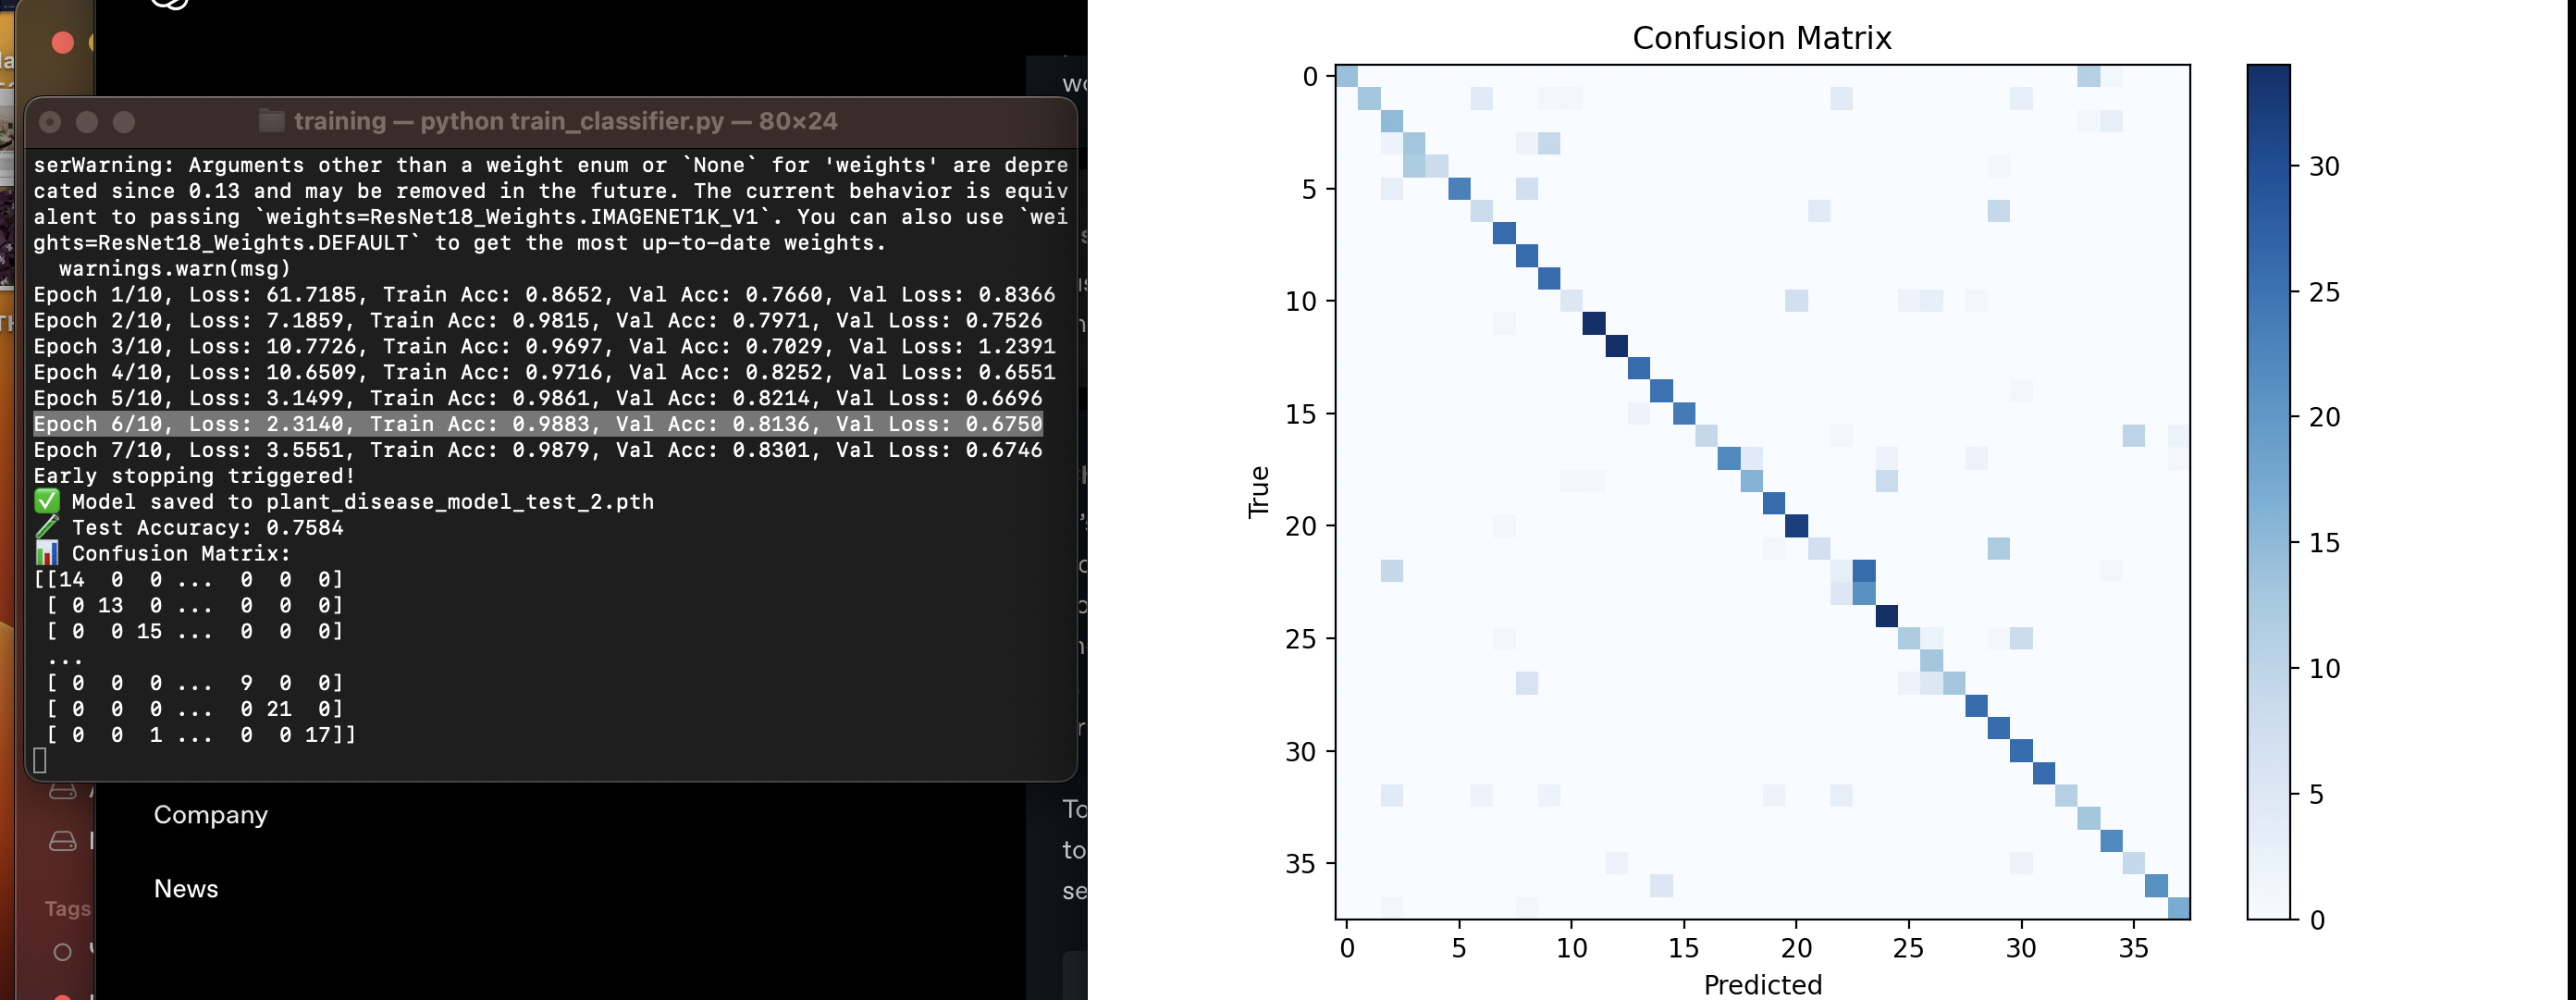 training — python train_classifier.py — 80×24
serWarning: Arguments other than a weight enum or `None` for 'weights' are depre
cated since 0.13 and may be removed in the future. The current behavior is equiv
alent to passing `weights=ResNet18_Weights.IMAGENET1K_V1`. You can also use `wei
ghts=ResNet18_Weights.DEFAULT` to get the most up-to-date weights.
warnings.warn(msg)
Epoch 1/10, Loss: 61.7185, Train Acc: 0.8652, Val Acc: 0.7660, Val Loss: 0.8366
Epoch 2/10, Loss: 7.1859, Train Acc: 0.9815, Val Acc: 0.7971, Val Loss: 0.7526
Epoch 3/10, Loss: 10.7726, Train Acc: 0.9697, Val Acc: 0.7029, Val Loss: 1.2391
Epoch 4/10, Loss: 10.6509, Train Acc: 0.9716, Val Acc: 0.8252, Val Loss: 0.6551
Epoch 5/10, Loss: 3.1499, Train Acc: 0.9861, Val Acc: 0.8214, Val Loss: 0.6696
Epoch 6/10, Loss: 2.3140, Train Acc: 0.9883, Val Acc: 0.8136, Val Loss: 0.6750
Epoch 7/10, Loss: 3.5551, Train Acc: 0.9879, Val Acc: 0.8301, Val Loss: 0.6746
Early stopping triggered!
✅ Model saved to plant_disease_model_test_2.pth
🧪 Test Accuracy: 0.7584
📊 Confusion Matrix:
[[14 0 0 ... 0 0 0]
[ 0 13 0 ... 0 0 0]
[ 0 0 15 ... 0 0 0]
...
[ 0 0 0 ... 9 0 0]
[ 0 0 0 ... 0 21 0]
[ 0 0 1 ... 0 0 17]]
Company
News
Tags
To
to
se
Confusion Matrix
True
0
5
10
15
20
25
30
35
0 5 10 15 20 25 30 35
Predicted
30
25
20
15
10
5
0